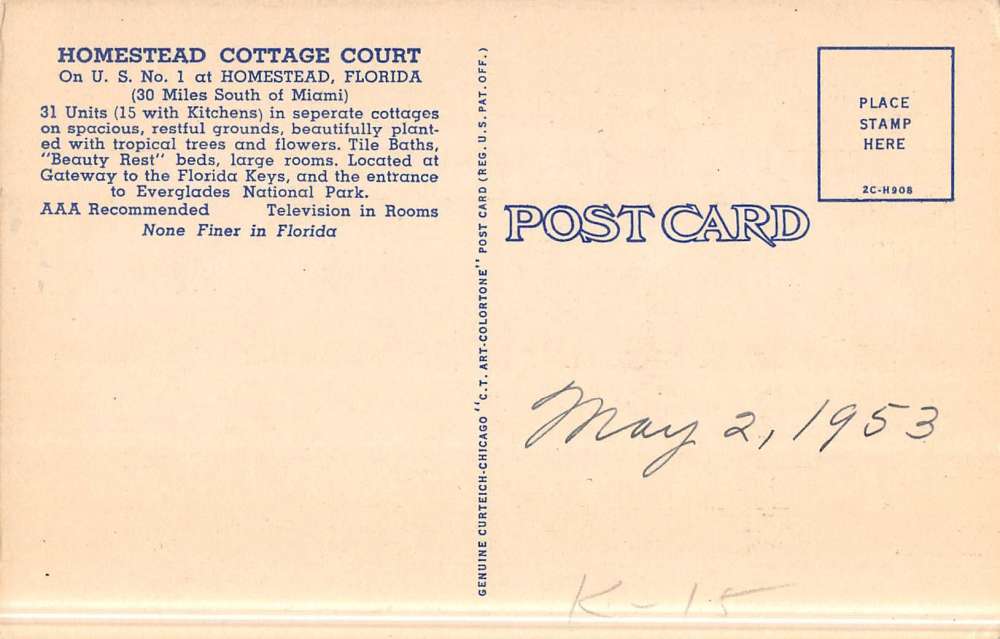 HOMESTEAD COTTAGE COURT
On U. S. No. 1 at HOMESTEAD, FLORIDA
(30 Miles South of Miami)
31 Units (15 with Kitchens) in seperate cottages
on spacious, restful grounds, beautifully plant-
ed with tropical trees and flowers. Tile Baths,
"Beauty Rest" beds, large rooms. Located at
Gateway to the Florida Keys, and the entrance
to Everglades National Park.
AAA Recommended Television in Rooms
None Finer in Florida
GENUINE CURTEICH-CHICAGO "C.T. ART-COLORTONE" POST CARD (REG. U.S. PAT. OFF.)
PLACE
STAMP
HERE
2C-H908
POST CARD
May 2, 1953
K-15